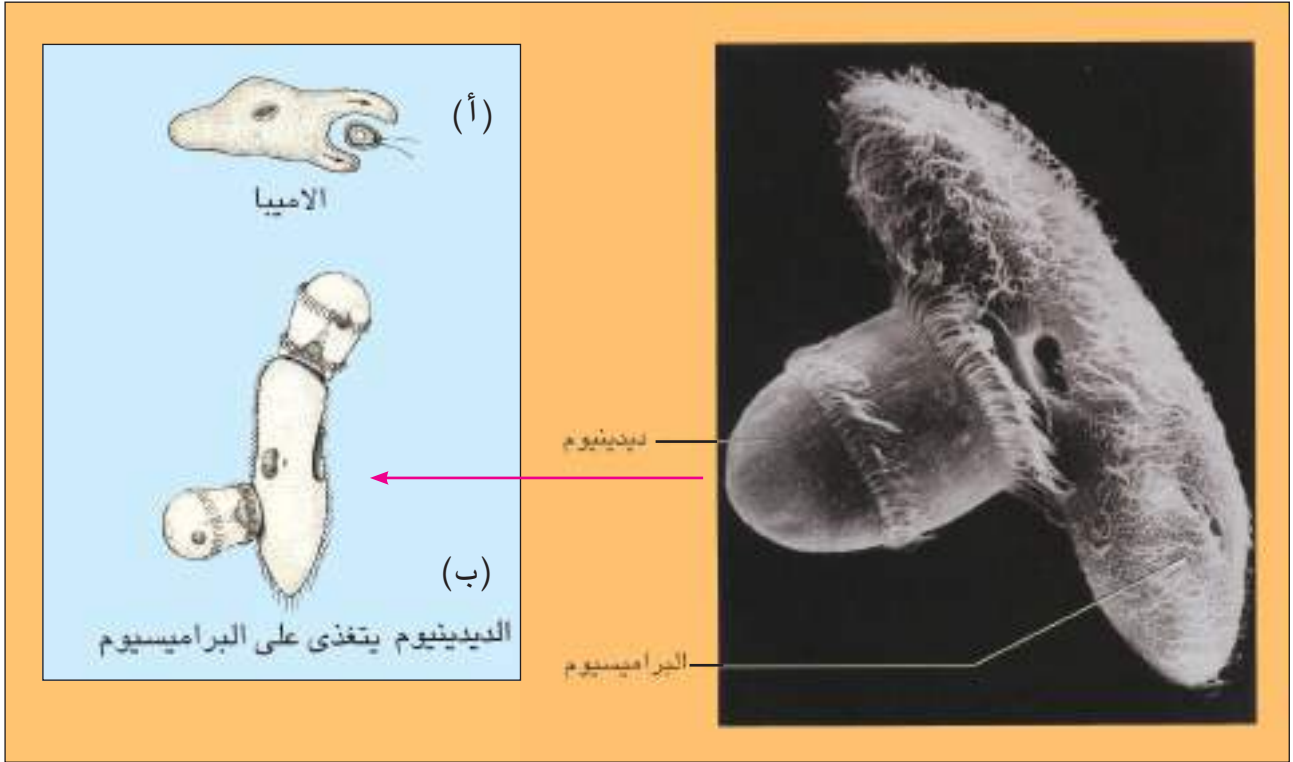 (أ)
الاميبا
(ب)
الديدينيوم يتغذى على البراميسيوم
ديدينيوم
البراميسيوم